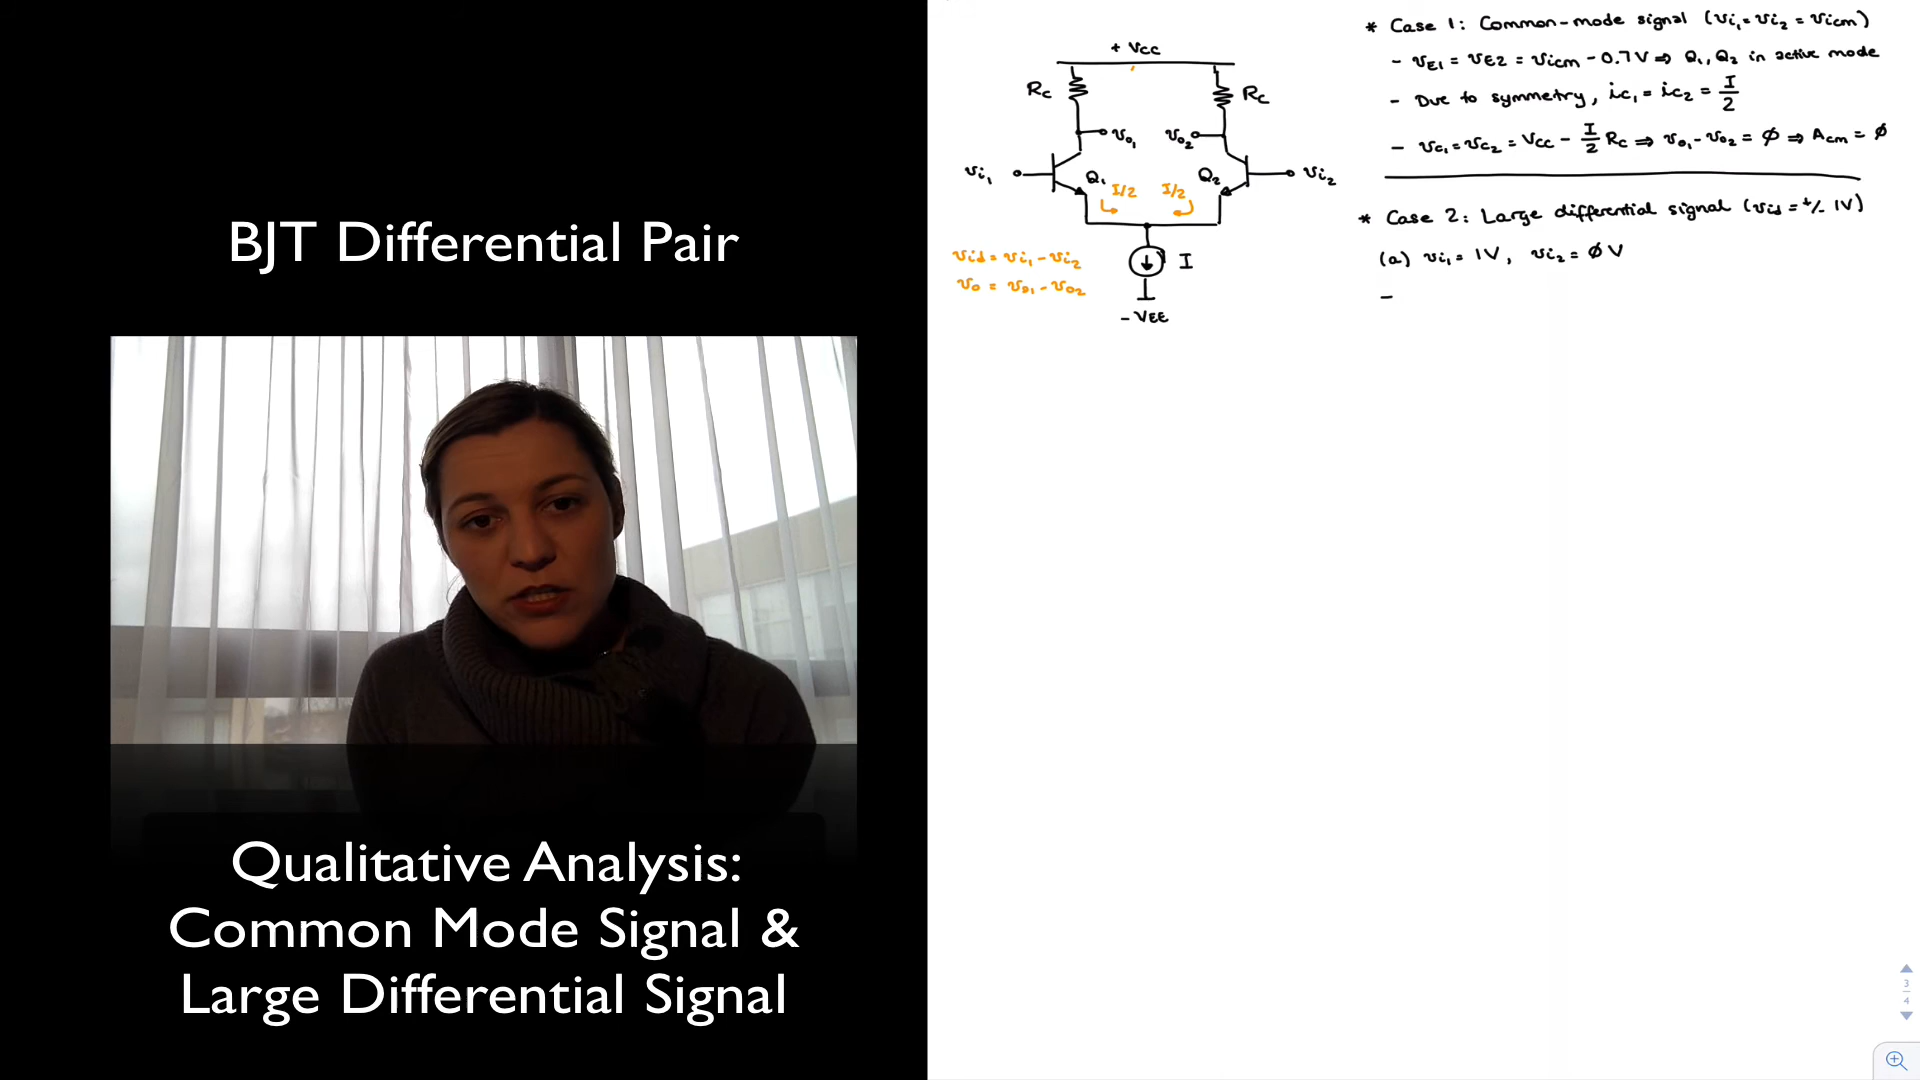 BJT Differential Pair
Qualitative Analysis:
Common Mode Signal &
Large Differential Signal
+ Vcc
Rc
Rc
vo1
vo2
vi1
Q1
Q2
vi2
I/2
I/2
vid = vi1 - vi2
vo = vo1 - vo2
I
- VEE
* Case 1: Common-mode signal (vi1 = vi2 = vicm)
- vE1 = vE2 = vicm - 0.7V ⇒ Q1, Q2 in active mode
- Due to symmetry, ic1 = ic2 = I/2
- vc1 = vc2 = Vcc - I/2 Rc ⇒ vo1 - vo2 = Ø ⇒ Acm = Ø
* Case 2: Large differential signal (vid = +/- 1V)
(a) vi1 = 1V, vi2 = ØV
-
3
4